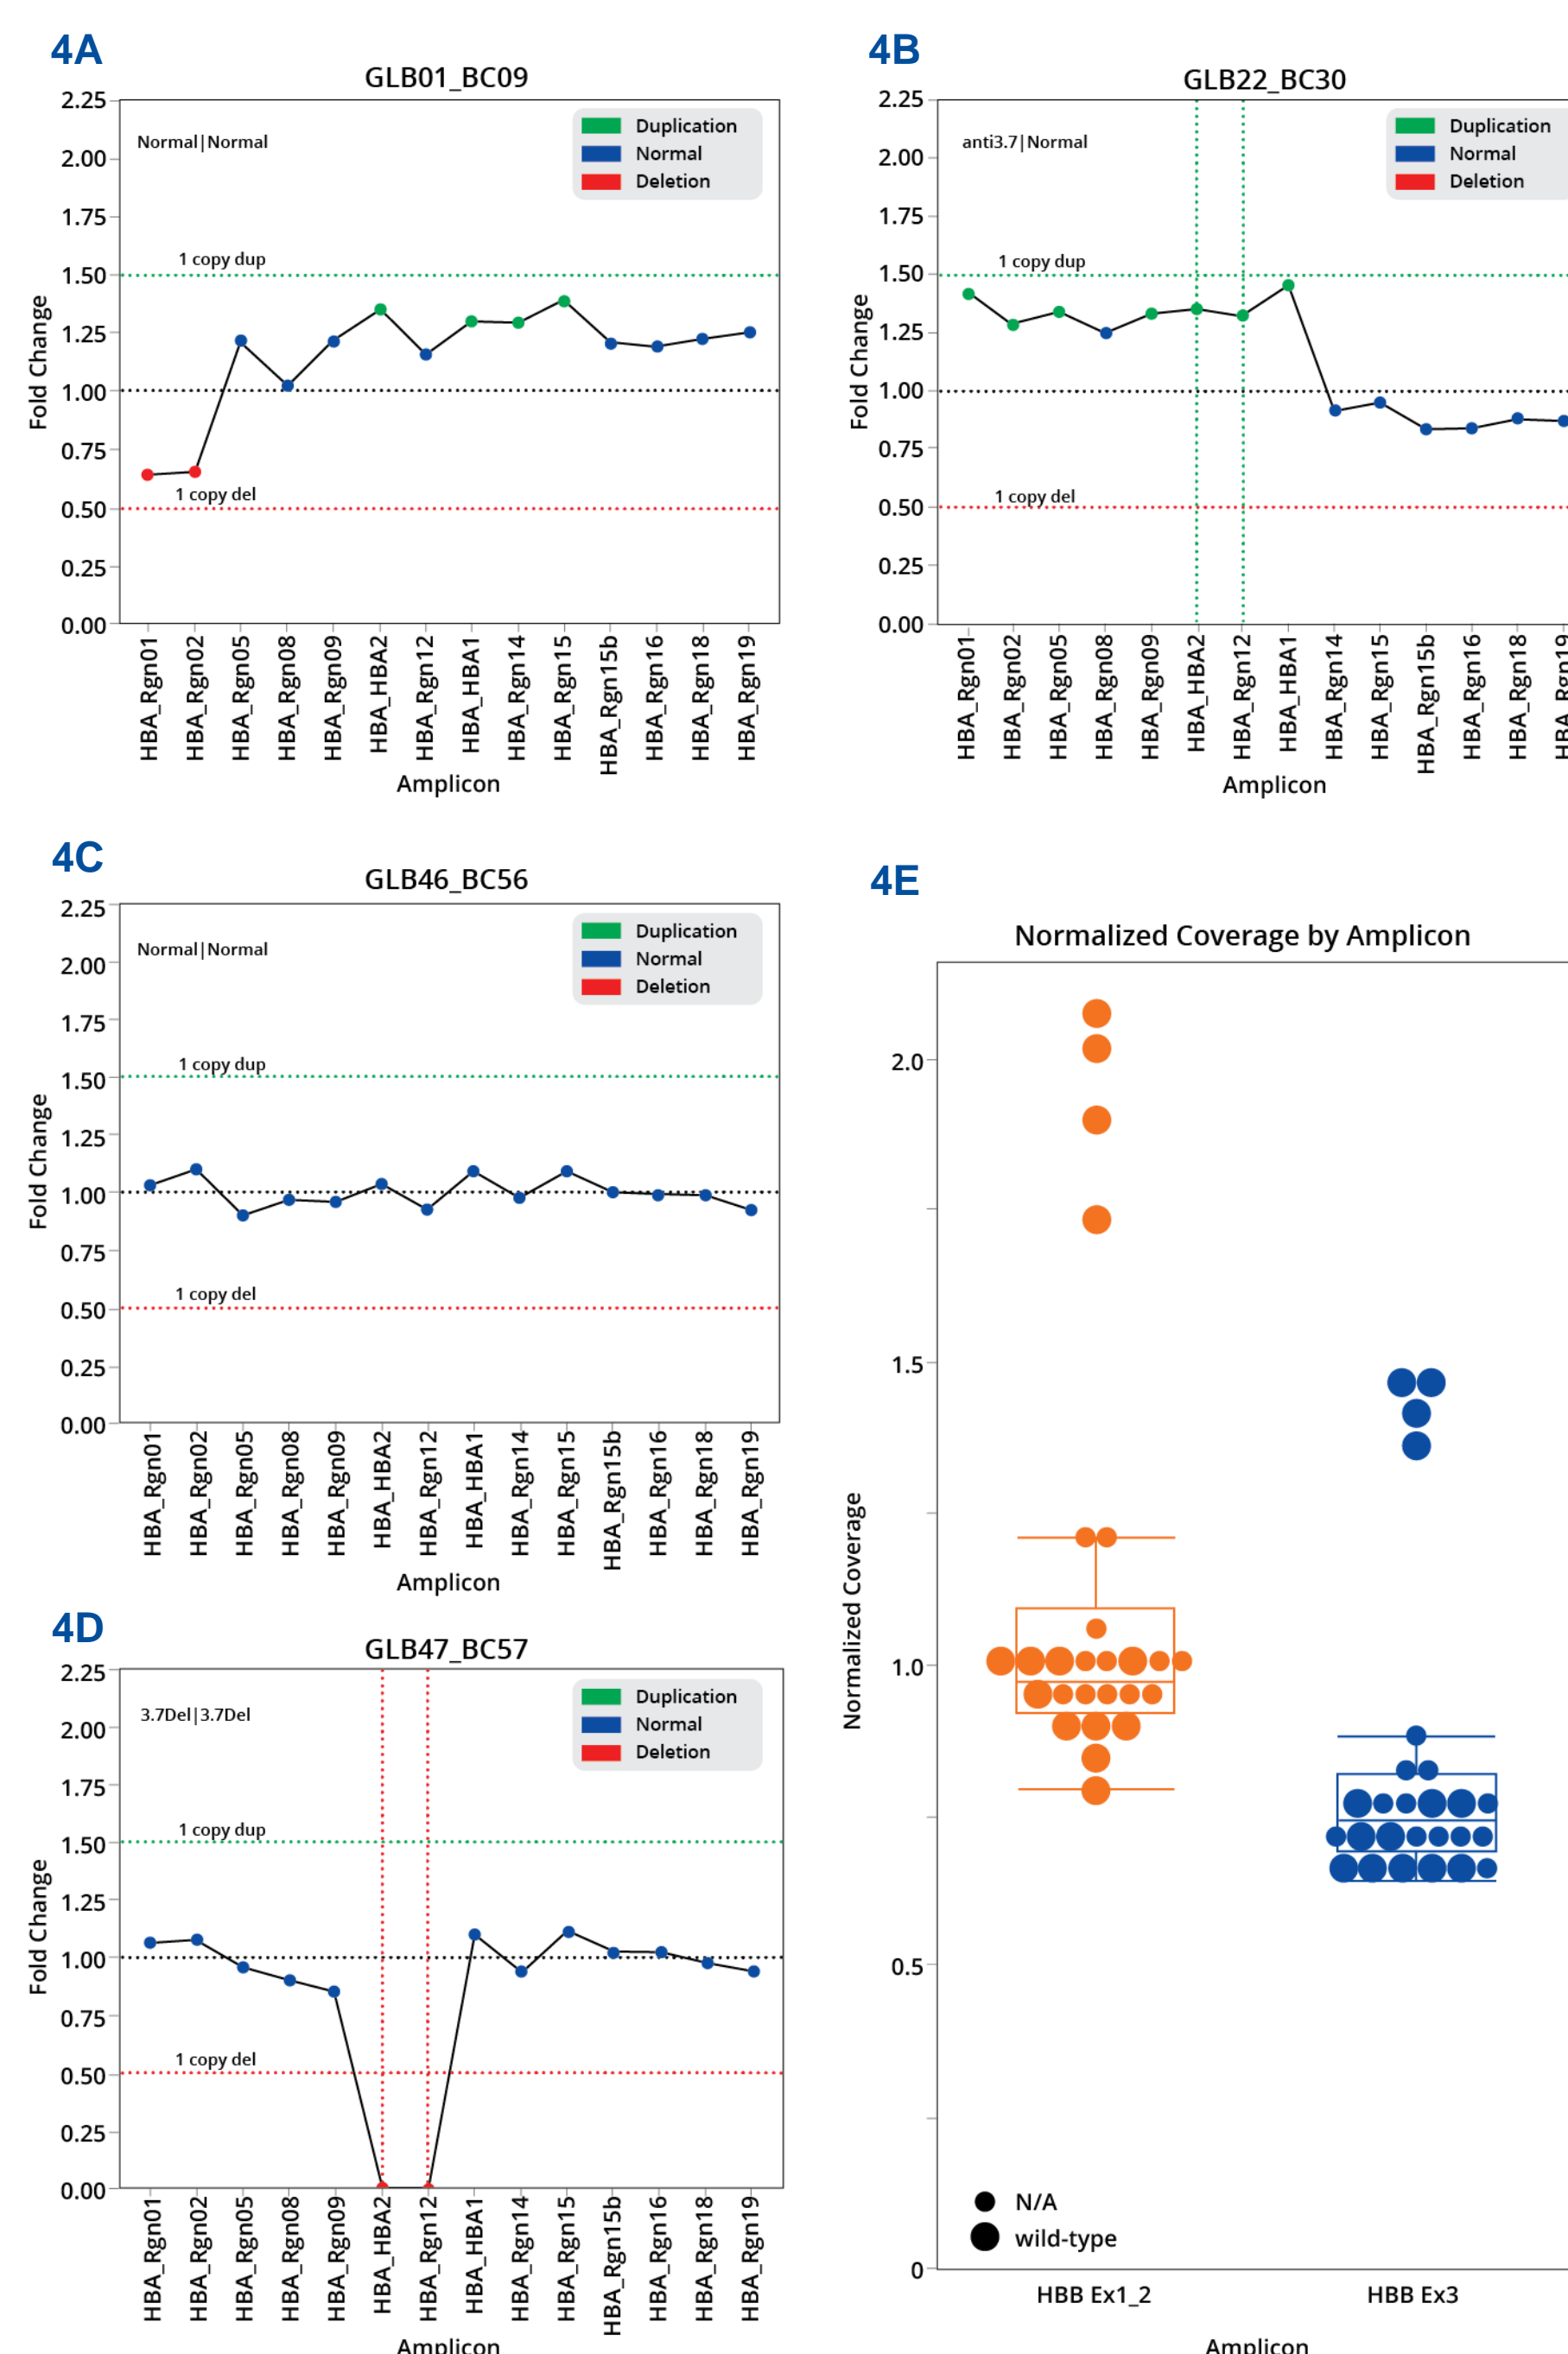 4A
GLB01_BC09
2.25
2.00
1.75
1.50
1.25
1.00
0.75
0.50
0.25
0.00
Fold Change
Normal|Normal
Duplication
Normal
Deletion
1 copy dup
1 copy del
HBA_Rgn01
HBA_Rgn02
HBA_Rgn05
HBA_Rgn08
HBA_Rgn09
HBA_HBA2
HBA_Rgn12
HBA_HBA1
HBA_Rgn14
HBA_Rgn15
HBA_Rgn15b
HBA_Rgn16
HBA_Rgn18
HBA_Rgn19
Amplicon
4B
GLB22_BC30
2.25
2.00
1.75
1.50
1.25
1.00
0.75
0.50
0.25
0.00
Fold Change
anti3.7|Normal
Duplication
Normal
Deletion
1 copy dup
1 copy del
HBA_Rgn01
HBA_Rgn02
HBA_Rgn05
HBA_Rgn08
HBA_Rgn09
HBA_HBA2
HBA_Rgn12
HBA_HBA1
HBA_Rgn14
HBA_Rgn15
HBA_Rgn15b
HBA_Rgn16
HBA_Rgn18
HBA_Rgn19
Amplicon
4C
GLB46_BC56
2.25
2.00
1.75
1.50
1.25
1.00
0.75
0.50
0.25
0.00
Fold Change
Normal|Normal
Duplication
Normal
Deletion
1 copy dup
1 copy del
HBA_Rgn01
HBA_Rgn02
HBA_Rgn05
HBA_Rgn08
HBA_Rgn09
HBA_HBA2
HBA_Rgn12
HBA_HBA1
HBA_Rgn14
HBA_Rgn15
HBA_Rgn15b
HBA_Rgn16
HBA_Rgn18
HBA_Rgn19
Amplicon
4D
GLB47_BC57
2.25
2.00
1.75
1.50
1.25
1.00
0.75
0.50
0.25
0.00
Fold Change
3.7Del|3.7Del
Duplication
Normal
Deletion
1 copy dup
1 copy del
HBA_Rgn01
HBA_Rgn02
HBA_Rgn05
HBA_Rgn08
HBA_Rgn09
HBA_HBA2
HBA_Rgn12
HBA_HBA1
HBA_Rgn14
HBA_Rgn15
HBA_Rgn15b
HBA_Rgn16
HBA_Rgn18
HBA_Rgn19
Amplicon
4E
Normalized Coverage by Amplicon
2.0
1.5
1.0
0.5
0
Normalized Coverage
N/A
wild-type
HBB Ex1_2
HBB Ex3
Amplicon